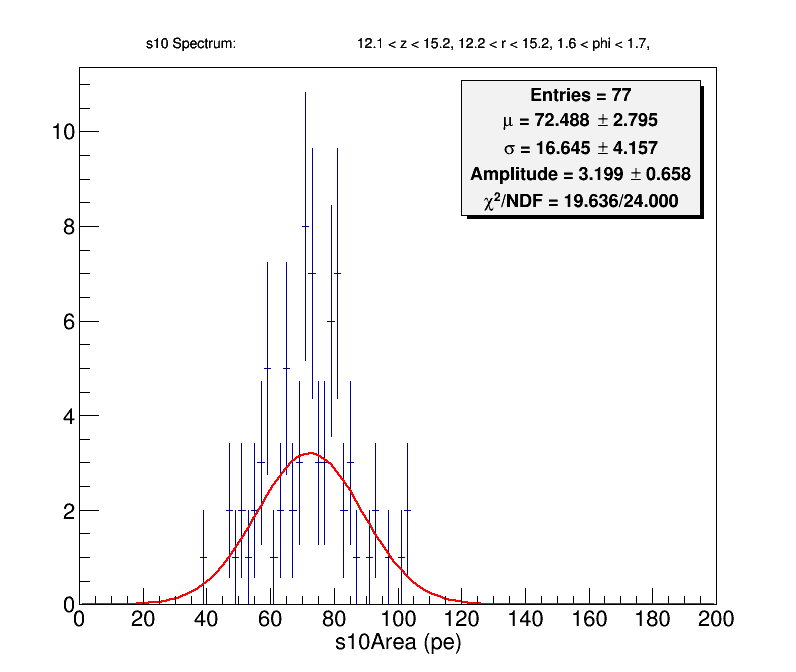 s10 Spectrum: 12.1 < z < 15.2, 12.2 < r < 15.2, 1.6 < phi < 1.7,
Entries = 77
μ = 72.488 ± 2.795
σ = 16.645 ± 4.157
Amplitude = 3.199 ± 0.658
χ²/NDF = 19.636/24.000
10
8
6
4
2
0
0 20 40 60 80 100 120 140 160 180 200
s10Area (pe)